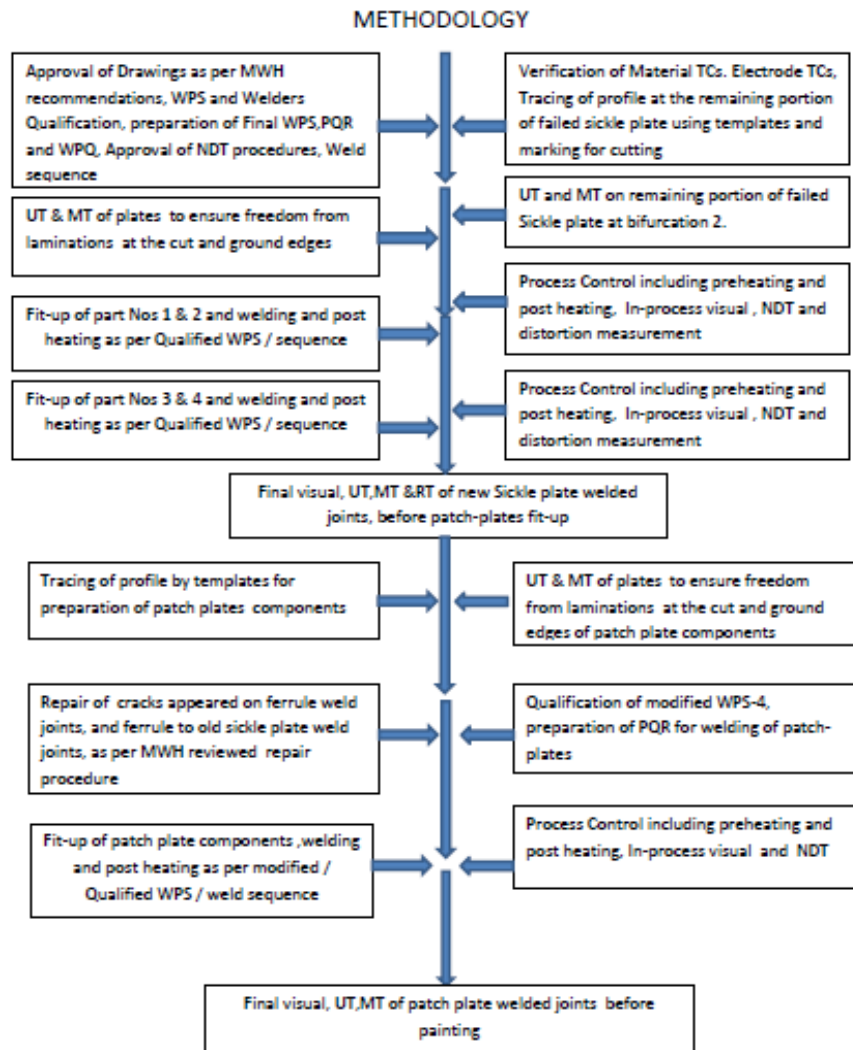 METHODOLOGY
Approval of Drawings as per MWH
recommendations, WPS and Welders
Qualification, preparation of Final WPS,PQR
and WPQ, Approval of NDT procedures, Weld
sequence
Verification of Material TCs. Electrode TCs,
Tracing of profile at the remaining portion
of failed sickle plate using templates and
marking for cutting
UT & MT of plates to ensure freedom from
laminations at the cut and ground edges
UT and MT on remaining portion of failed
Sickle plate at bifurcation 2.
Fit-up of part Nos 1 & 2 and welding and post
heating as per Qualified WPS / sequence
Process Control including preheating and
post heating, In-process visual , NDT and
distortion measurement
Fit-up of part Nos 3 & 4 and welding and post
heating as per Qualified WPS / sequence
Process Control including preheating and
post heating, In-process visual , NDT and
distortion measurement
Final visual, UT,MT &RT of new Sickle plate welded
joints, before patch-plates fit-up
Tracing of profile by templates for
preparation of patch plates components
UT & MT of plates to ensure freedom
from laminations at the cut and ground
edges of patch plate components
Repair of cracks appeared on ferrule weld
joints, and ferrule to old sickle plate weld
joints, as per MWH reviewed repair
procedure
Qualification of modified WPS-4,
preparation of PQR for welding of patch-
plates
Fit-up of patch plate components ,welding
and post heating as per modified /
Qualified WPS / weld sequence
Process Control including preheating and
post heating, In-process visual and NDT
Final visual, UT,MT of patch plate welded joints before
painting